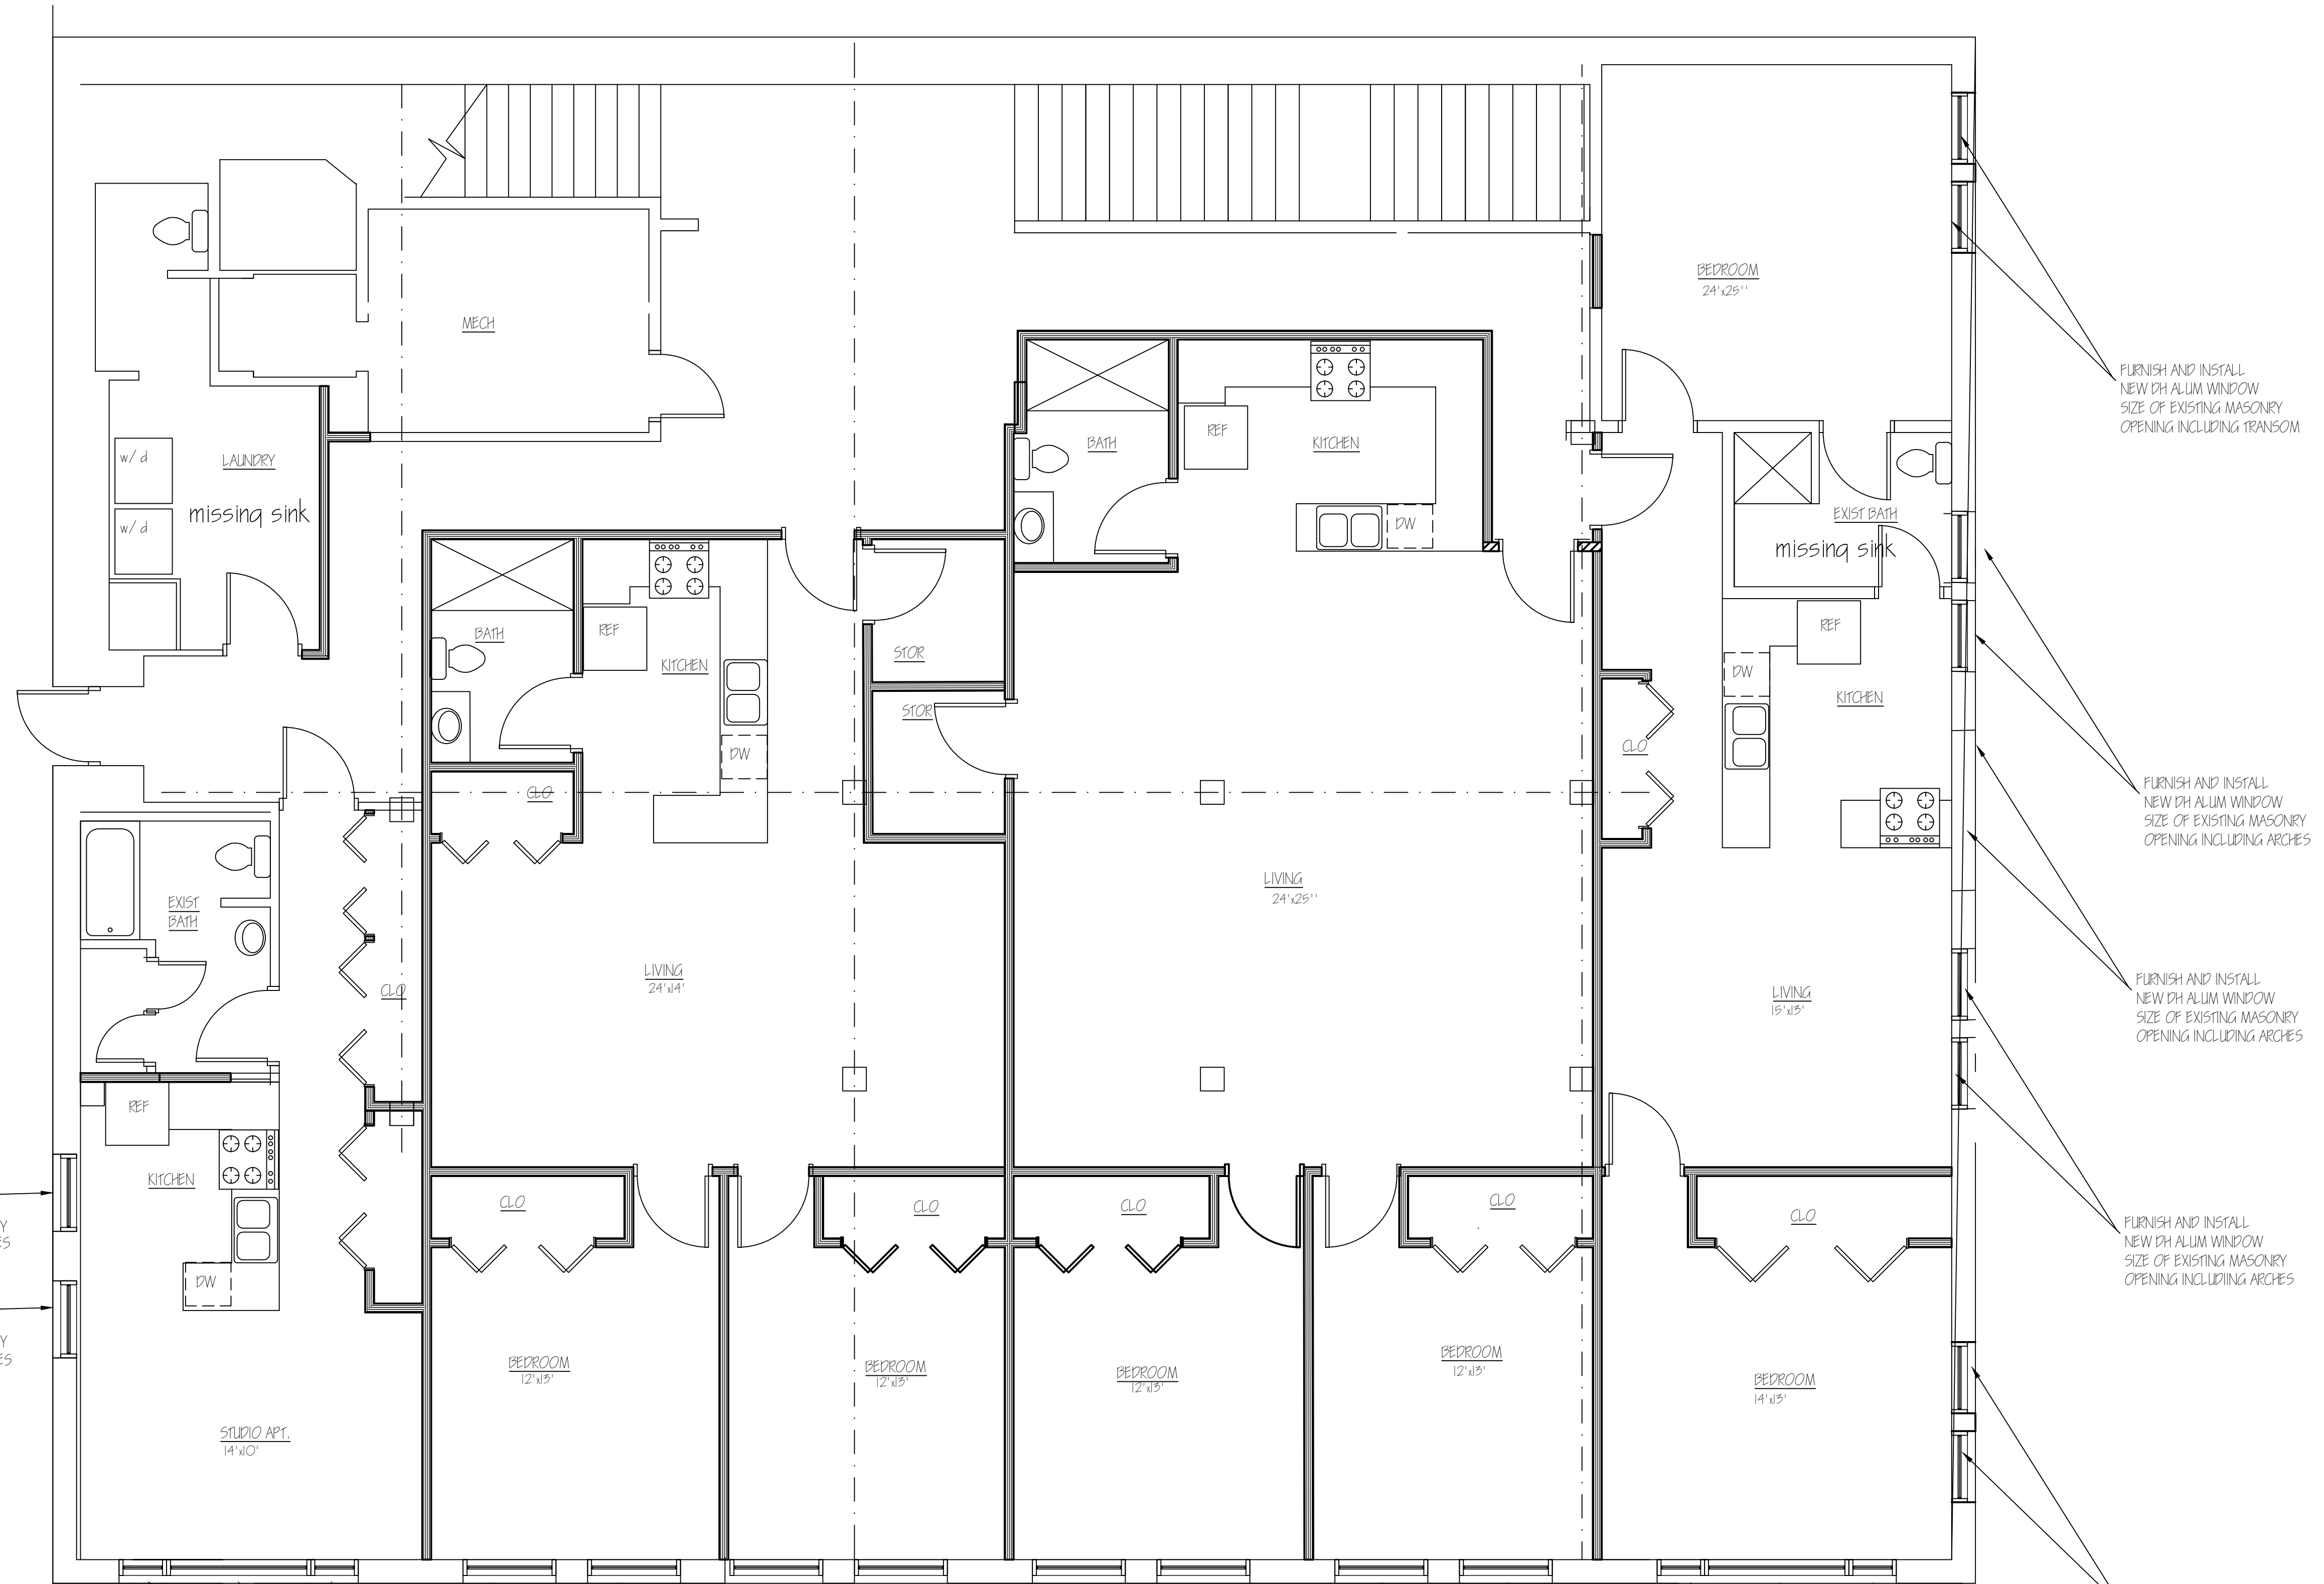 BEDROOM
24'x25''
MECH
FURNISH AND INSTALL
NEW DH ALUM WINDOW
SIZE OF EXISTING MASONRY
OPENING INCLUDING TRANSOM
w/d
LAUNDRY
missing sink
w/d
BATH
REF
KITCHEN
DW
EXIST BATH
missing sink
BATH
REF
KITCHEN
DW
STOR
STOR
CLO
REF
DW
KITCHEN
CLO
FURNISH AND INSTALL
NEW DH ALUM WINDOW
SIZE OF EXISTING MASONRY
OPENING INCLUDING ARCHES
EXIST
BATH
CLO
LIVING
24'x14'
LIVING
24'x25''
LIVING
15'x13'
FURNISH AND INSTALL
NEW DH ALUM WINDOW
SIZE OF EXISTING MASONRY
OPENING INCLUDING ARCHES
REF
KITCHEN
DW
CLO
CLO
CLO
CLO
CLO
FURNISH AND INSTALL
NEW DH ALUM WINDOW
SIZE OF EXISTING MASONRY
OPENING INCLUDIING ARCHES
BEDROOM
12'x13'
BEDROOM
12'x13'
BEDROOM
12'x13'
BEDROOM
12'x13'
BEDROOM
14'x13'
STUDIO APT.
14'x10'